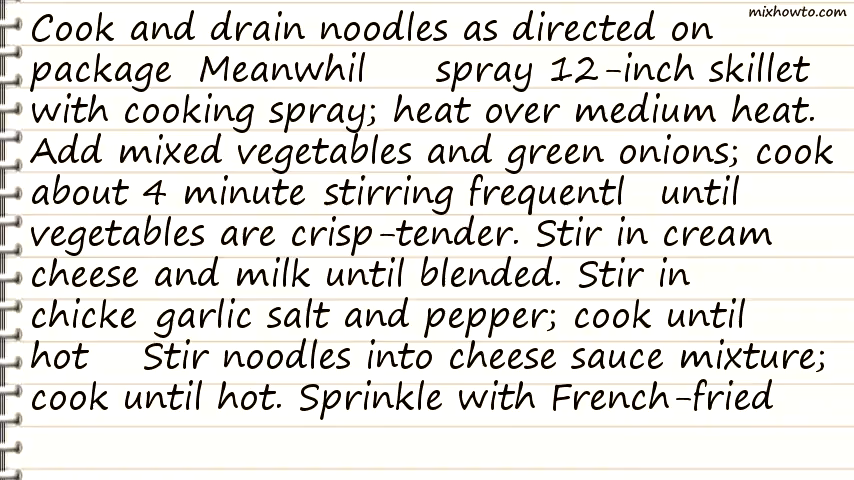 mixhowto.com
Cook and drain noodles as directed on
package Meanwhil spray 12-inch skillet
with cooking spray; heat over medium heat.
Add mixed vegetables and green onions; cook
about 4 minute stirring frequentl until
vegetables are crisp-tender. Stir in cream
cheese and milk until blended. Stir in
chicke garlic salt and pepper; cook until
hot Stir noodles into cheese sauce mixture;
cook until hot. Sprinkle with French-fried